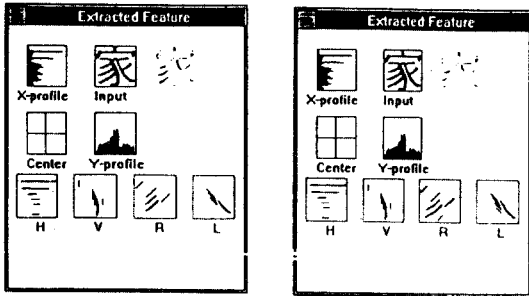 Extracted Feature
家
X-profile Input
Center Y-profile
H V R L
Extracted Feature
家
X-profile Input
Center Y-profile
H V R L